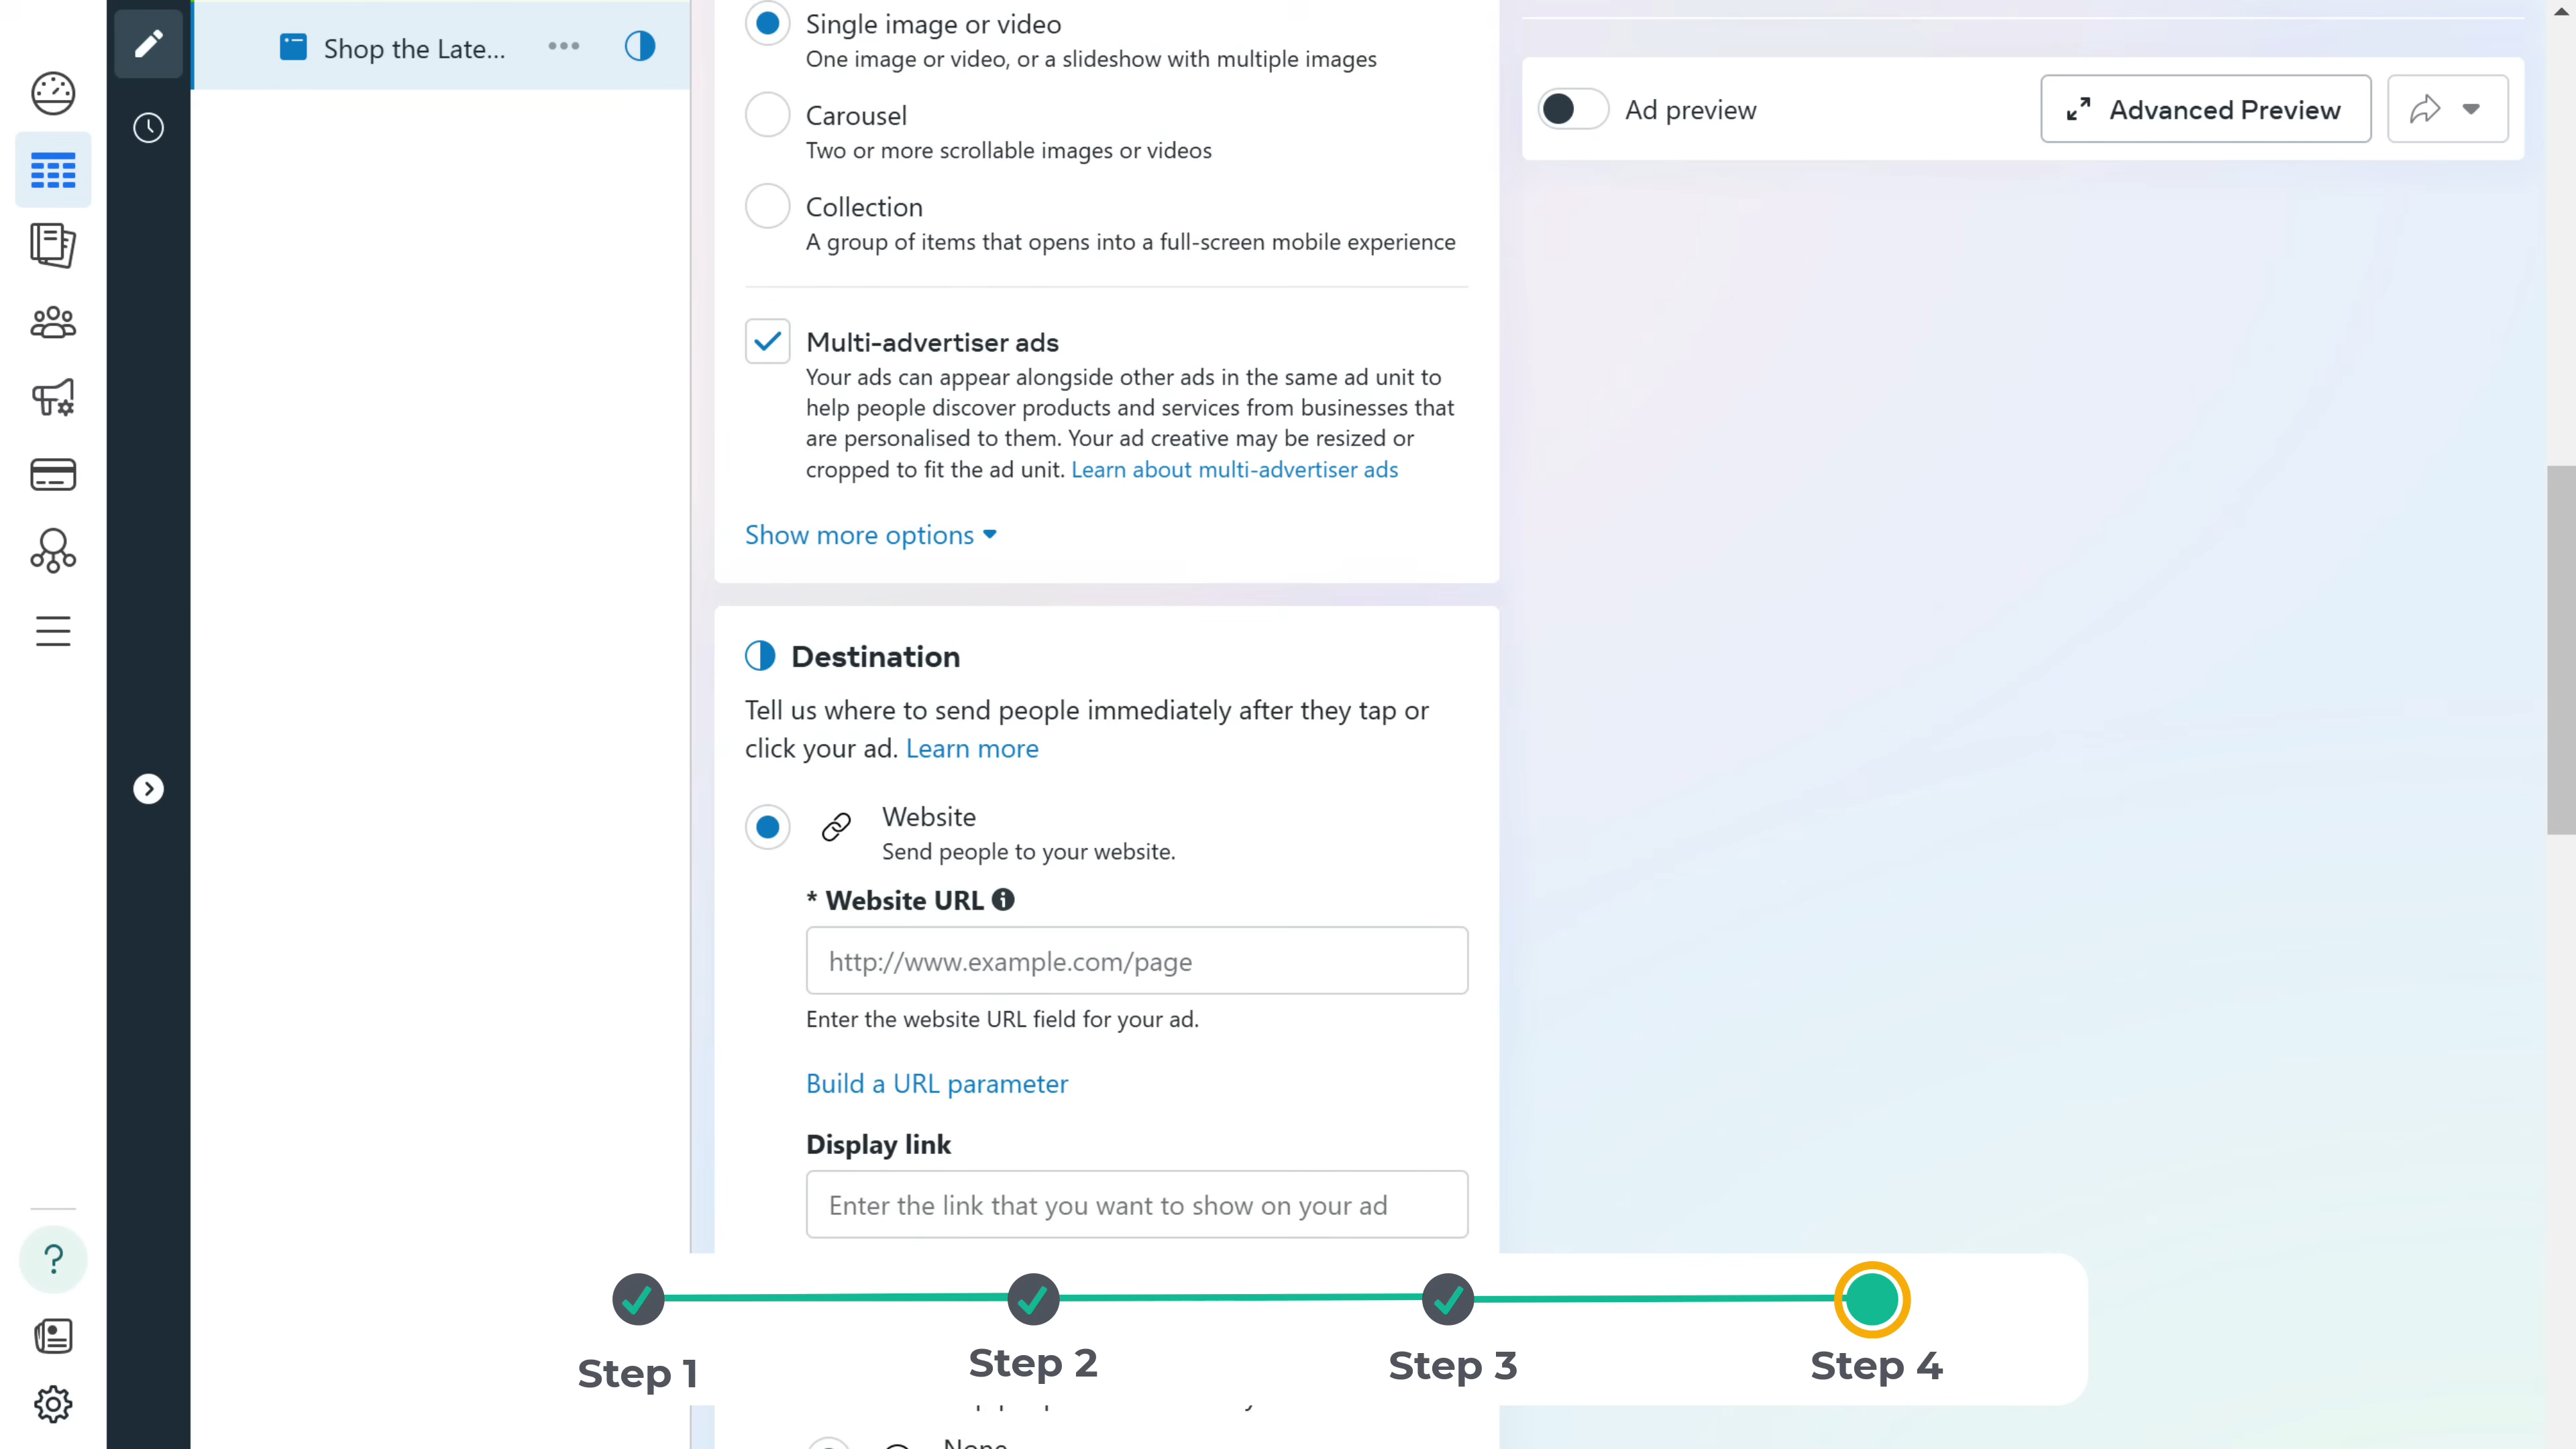 Shop the Late...
Single image or video
One image or video, or a slideshow with multiple images
Carousel
Two or more scrollable images or videos
Collection
A group of items that opens into a full-screen mobile experience
Multi-advertiser ads
Your ads can appear alongside other ads in the same ad unit to
help people discover products and services from businesses that
are personalised to them. Your ad creative may be resized or
cropped to fit the ad unit. Learn about multi-advertiser ads
Show more options
Ad preview
Advanced Preview
Destination
Tell us where to send people immediately after they tap or
click your ad. Learn more
Website
Send people to your website.
* Website URL
http://www.example.com/page
Enter the website URL field for your ad.
Build a URL parameter
Display link
Enter the link that you want to show on your ad
Step 1
Step 2
Step 3
Step 4
None